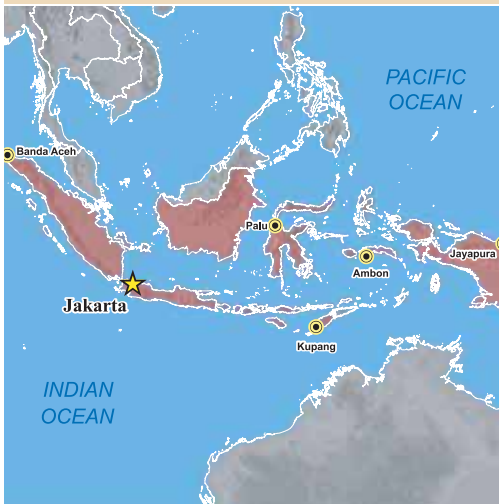 PACIFIC
OCEAN
Banda Aceh
Palu
Jayapura
Ambon
Jakarta
Kupang
INDIAN
OCEAN